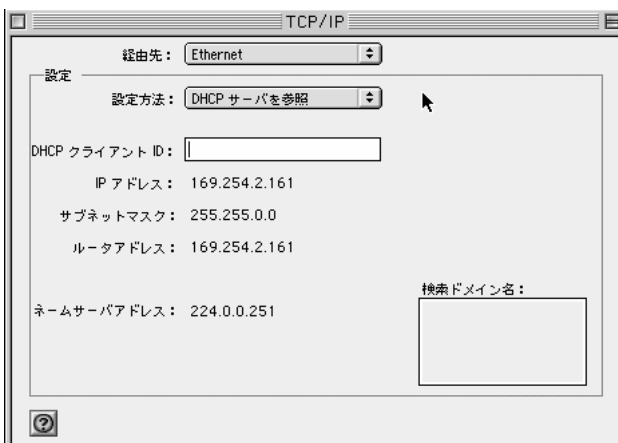 TCP/IP
経由先： Ethernet
設定
設定方法： DHCP サーバを参照
DHCP クライアント ID：
IP アドレス： 169.254.2.161
サブネットマスク： 255.255.0.0
ルータアドレス： 169.254.2.161
検索ドメイン名：
ネームサーバアドレス： 224.0.0.251
?